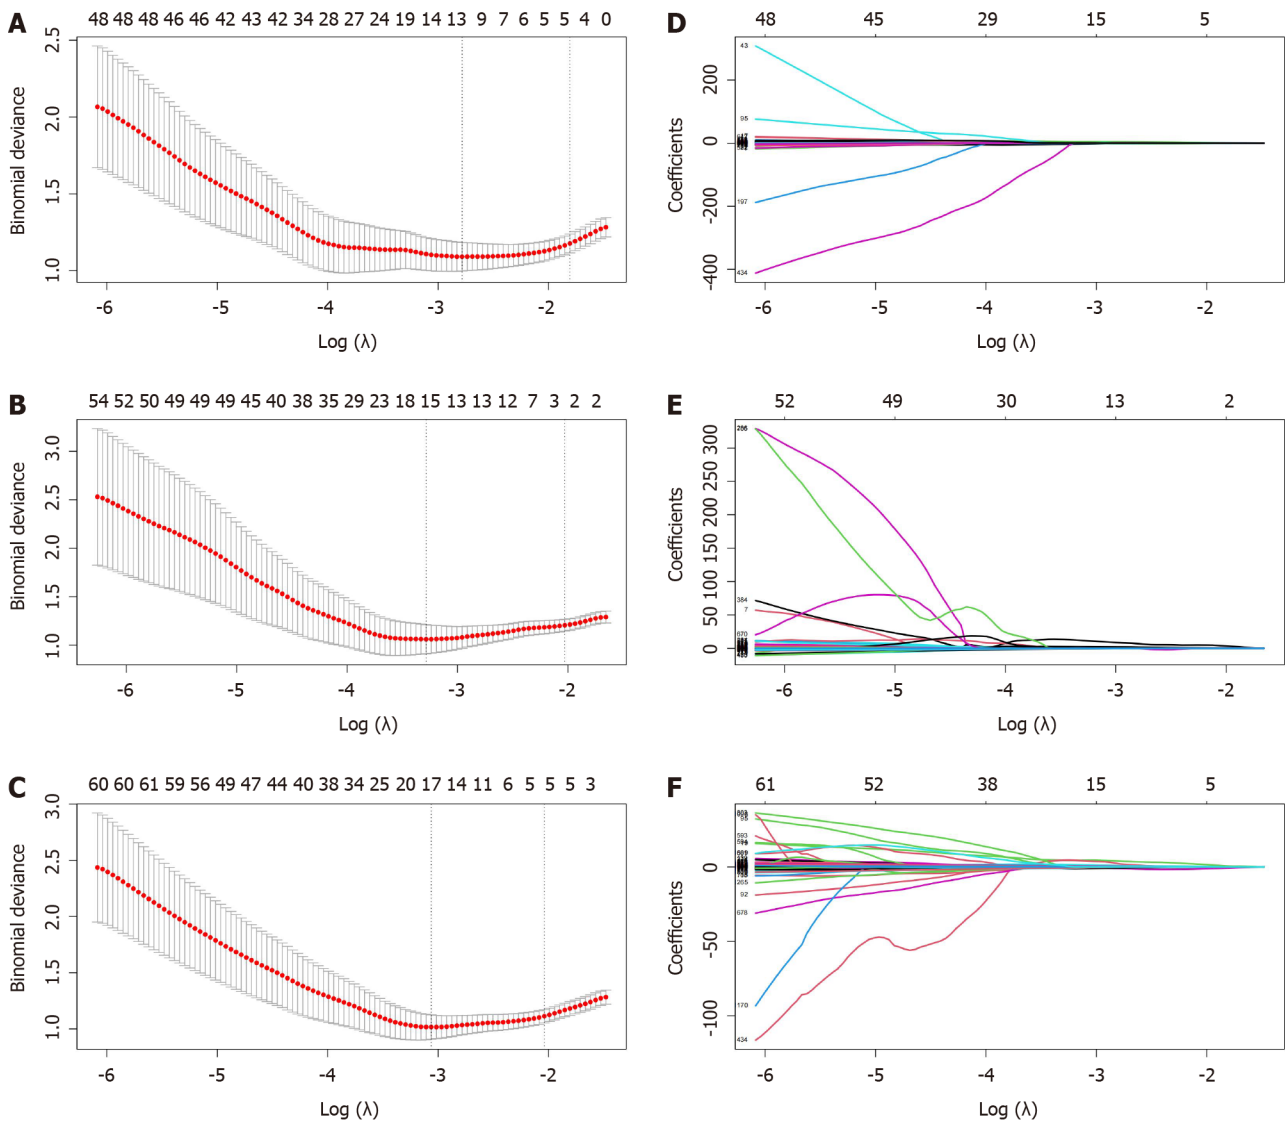 A
48 48 48 46 46 42 43 42 34 28 27 24 19 14 13 9 7 6 5 5 4 0
Binomial deviance
2.5
2.0
1.5
1.0
-6 -5 -4 -3 -2
Log (λ)
D
48 45 29 15 5
Coefficients
200
0
-200
-400
43
95
197
434
-6 -5 -4 -3 -2
Log (λ)
B
54 52 50 49 49 49 45 40 38 35 29 23 18 15 13 13 12 7 3 2 2
Binomial deviance
3.0
2.5
2.0
1.5
1.0
-6 -5 -4 -3 -2
Log (λ)
E
52 49 30 13 2
Coefficients
300
250
200
150
100
50
0
384
7
670
-6 -5 -4 -3 -2
Log (λ)
C
60 60 61 59 56 49 47 44 40 38 34 25 20 17 14 11 6 5 5 5 3
Binomial deviance
3.0
2.5
2.0
1.5
1.0
-6 -5 -4 -3 -2
Log (λ)
F
61 52 38 15 5
Coefficients
0
-50
-100
593
265
92
678
170
434
-6 -5 -4 -3 -2
Log (λ)